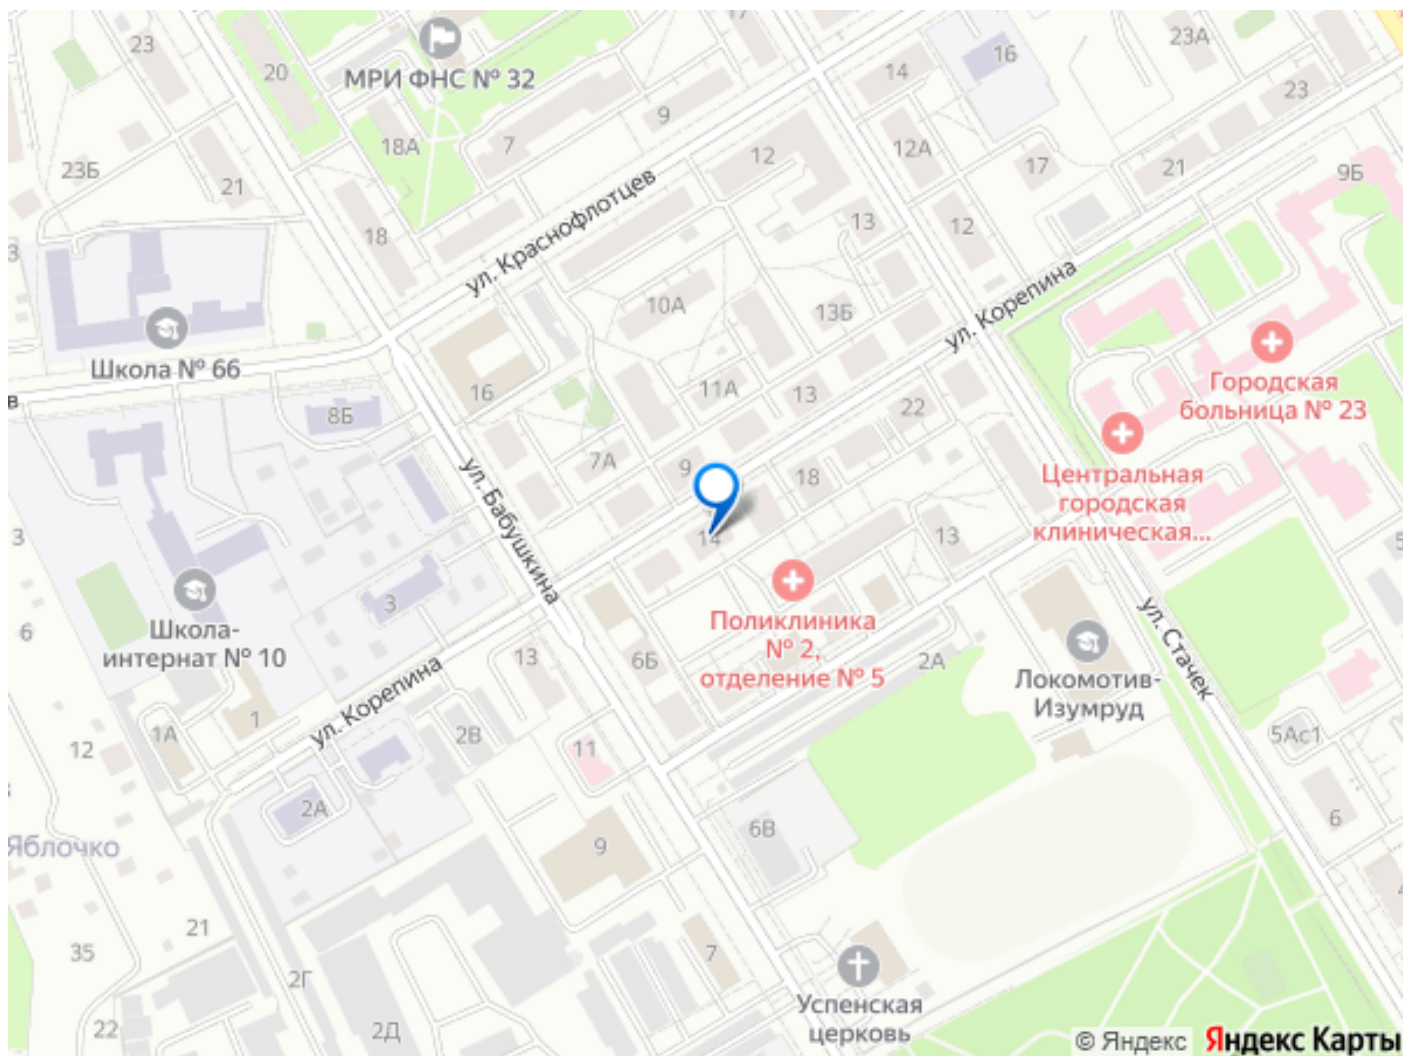 17
23
23А
20
16
14
МРИ ФНС № 32
23
9
18А
7
12А
12
17
21
9Б
23Б
21
ул. Краснофлотцев
13
12
18
3
ул. Корепина
10А
13Б
Школа № 66
Городская
больница № 23
11А
13
16
в
8Б
22
Центральная
городская
клиническая...
7А
9
18
ул. Бабушкина
3
14
13
5
Школа-
интернат № 10
3
ул. Стачек
6
Поликлиника
№ 2,
отделение № 5
13
6Б
2А
Локомотив-
Изумруд
ул. Корепина
1
1А
2В
12
11
5Ас1
2А
6В
6
Яблочко
9
4
21
35
7
2Г
Успенская
церковь
22
2Д
© Яндекс Яндекс Карты